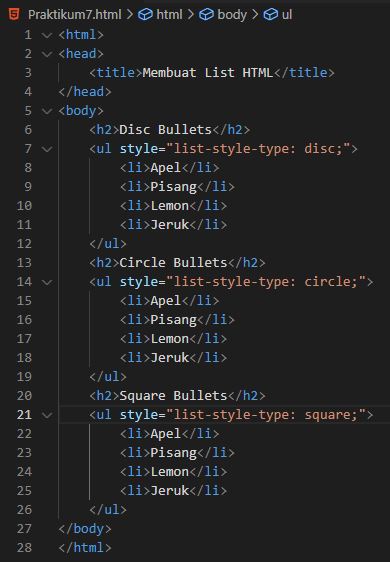 Praktikum7.html > html > body > ul
1 <html>
2 <head>
3 <title>Membuat List HTML</title>
4 </head>
5 <body>
6 <h2>Disc Bullets</h2>
7 <ul style="list-style-type: disc;">
8 <li>Apel</li>
9 <li>Pisang</li>
10 <li>Lemon</li>
11 <li>Jeruk</li>
12 </ul>
13 <h2>Circle Bullets</h2>
14 <ul style="list-style-type: circle;">
15 <li>Apel</li>
16 <li>Pisang</li>
17 <li>Lemon</li>
18 <li>Jeruk</li>
19 </ul>
20 <h2>Square Bullets</h2>
21 <ul style="list-style-type: square;">
22 <li>Apel</li>
23 <li>Pisang</li>
24 <li>Lemon</li>
25 <li>Jeruk</li>
26 </ul>
27 </body>
28 </html>